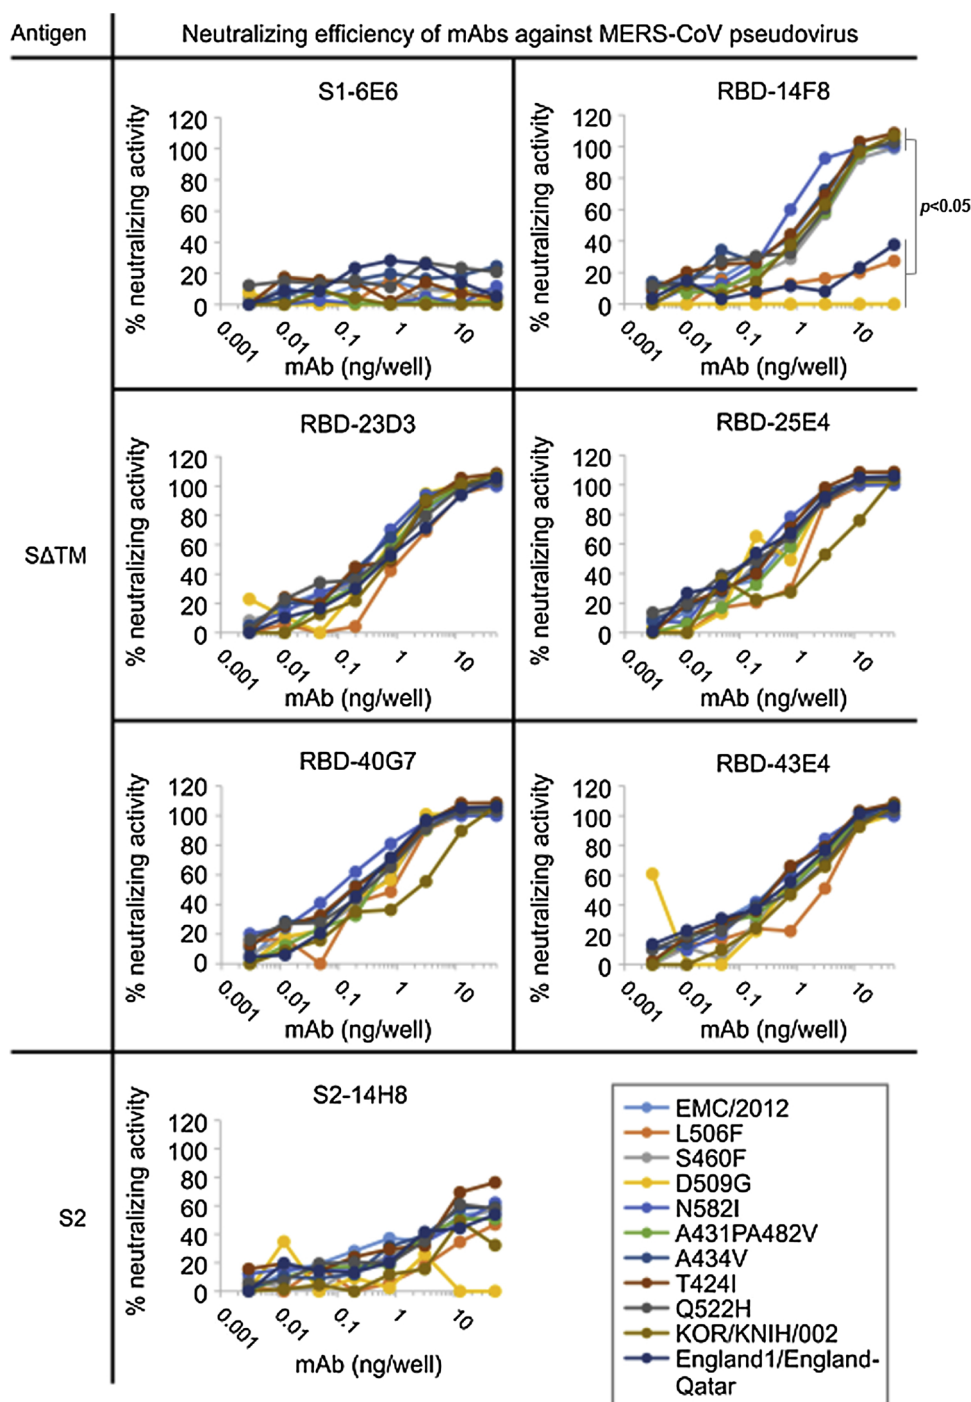 Antigen
Neutralizing efficiency of mAbs against MERS-CoV pseudovirus
SΔTM
S1-6E6
% neutralizing activity
120
100
80
60
40
20
0
0.001
0.01
0.1
1
10
mAb (ng/well)
RBD-14F8
% neutralizing activity
120
100
80
60
40
20
0
0.001
0.01
0.1
1
10
mAb (ng/well)
p<0.05
RBD-23D3
% neutralizing activity
120
100
80
60
40
20
0
0.001
0.01
0.1
1
10
mAb (ng/well)
RBD-25E4
% neutralizing activity
120
100
80
60
40
20
0
0.001
0.01
0.1
1
10
mAb (ng/well)
RBD-40G7
% neutralizing activity
120
100
80
60
40
20
0
0.001
0.01
0.1
1
10
mAb (ng/well)
RBD-43E4
% neutralizing activity
120
100
80
60
40
20
0
0.001
0.01
0.1
1
10
mAb (ng/well)
S2
S2-14H8
% neutralizing activity
120
100
80
60
40
20
0
0.001
0.01
0.1
1
10
mAb (ng/well)
EMC/2012
L506F
S460F
D509G
N582I
A431PA482V
A434V
T424I
Q522H
KOR/KNIH/002
England1/England-
Qatar